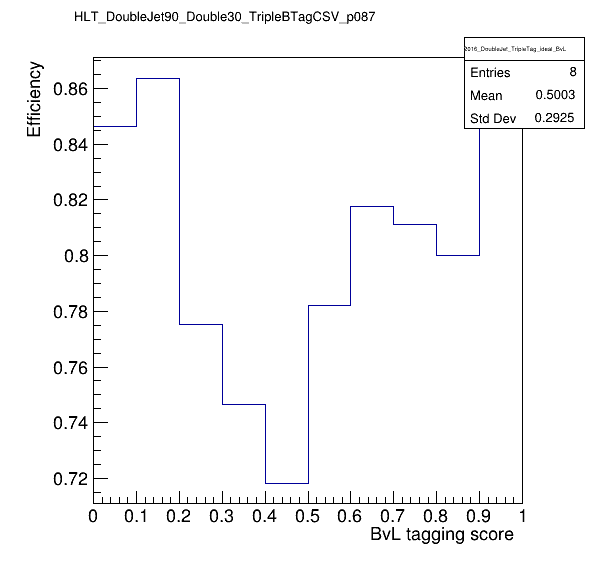 HLT_DoubleJet90_Double30_TripleBTagCSV_p087
2016_DoubleJet_TripleTag_ideal_BvL
Entries 8
Mean 0.5003
Std Dev 0.2925
Efficiency
0.86
0.84
0.82
0.8
0.78
0.76
0.74
0.72
0 0.1 0.2 0.3 0.4 0.5 0.6 0.7 0.8 0.9 1
BvL tagging score